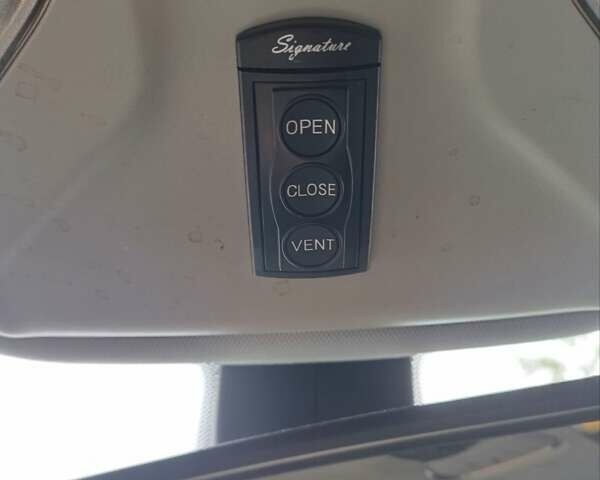 Signature
OPEN
CLOSE
VENT